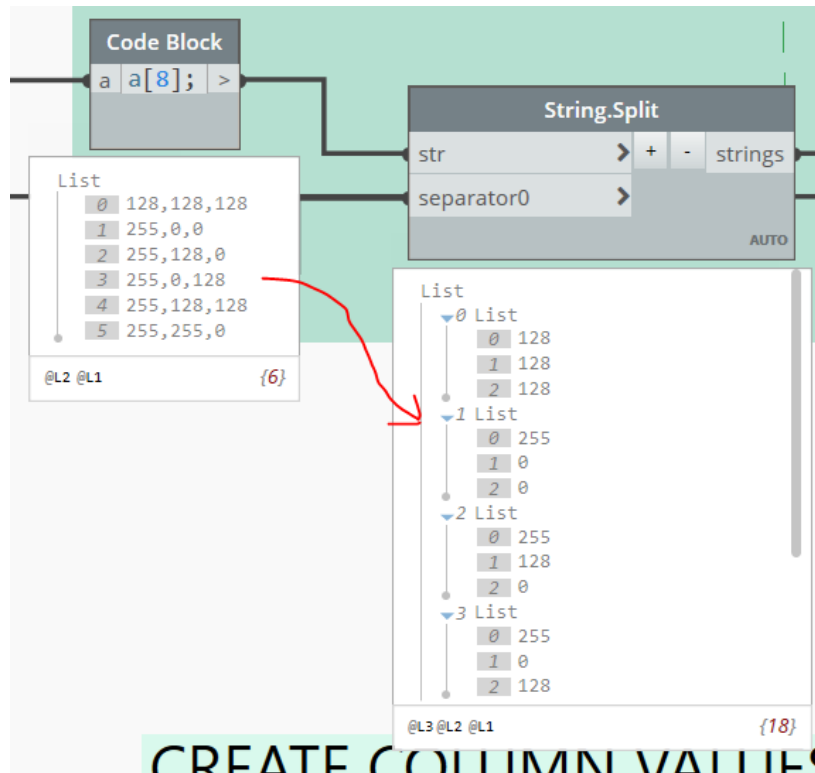 Code Block
a a[8]; >
List
0 128,128,128
1 255,0,0
2 255,128,0
3 255,0,128
4 255,128,128
5 255,255,0
@L2 @L1 {6}
String.Split
str > + - strings
separator0 >
AUTO
List
0 List
0 128
1 128
2 128
1 List
0 255
1 0
2 0
2 List
0 255
1 128
2 0
3 List
0 255
1 0
2 128
@L3 @L2 @L1 {18}
CREATE COLUMN VALUES